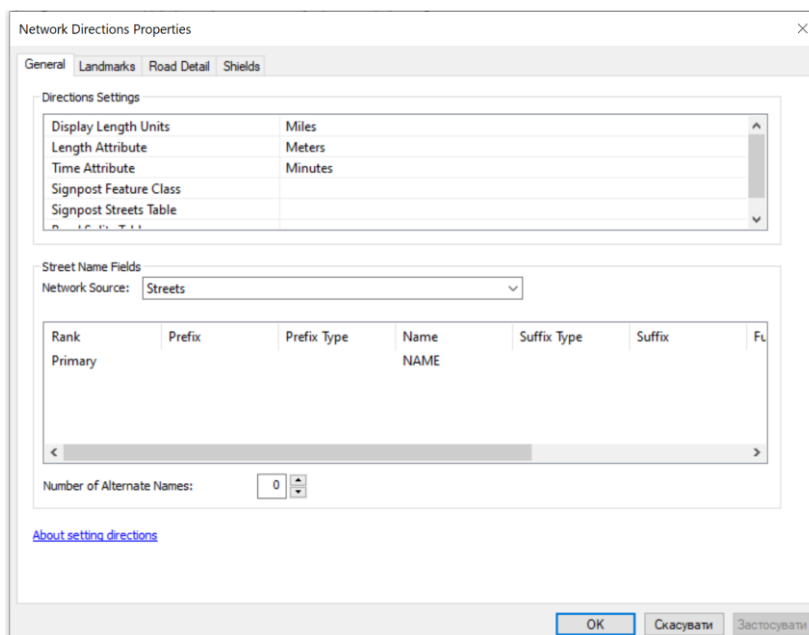 Network Directions Properties
General Landmarks Road Detail Shields
Directions Settings
Display Length Units Miles
Length Attribute Meters
Time Attribute Minutes
Signpost Feature Class
Signpost Streets Table
Street Name Fields
Network Source: Streets
Rank Prefix Prefix Type Name Suffix Type Suffix Fu
Primary NAME
Number of Alternate Names: 0
About setting directions
OK Скасувати Застосувати